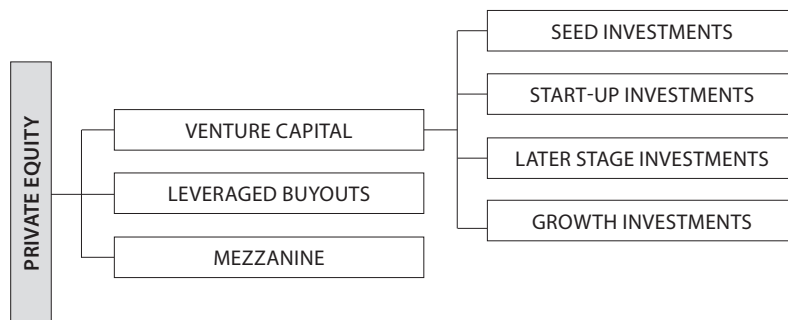 PRIVATE EQUITY
VENTURE CAPITAL
LEVERAGED BUYOUTS
MEZZANINE
SEED INVESTMENTS
START-UP INVESTMENTS
LATER STAGE INVESTMENTS
GROWTH INVESTMENTS